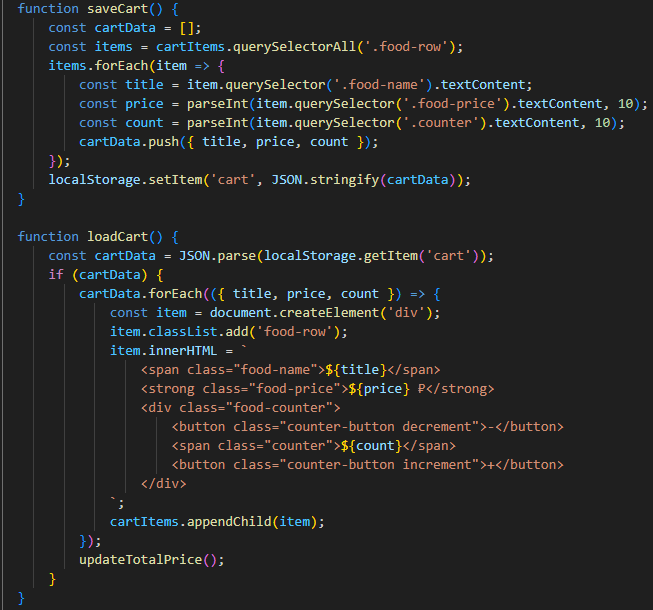 function saveCart() {
    const cartData = [];
    const items = cartItems.querySelectorAll('.food-row');
    items.forEach(item => {
        const title = item.querySelector('.food-name').textContent;
        const price = parseInt(item.querySelector('.food-price').textContent, 10);
        const count = parseInt(item.querySelector('.counter').textContent, 10);
        cartData.push({ title, price, count });
    });
    localStorage.setItem('cart', JSON.stringify(cartData));
}

function loadCart() {
    const cartData = JSON.parse(localStorage.getItem('cart'));
    if (cartData) {
        cartData.forEach(({ title, price, count }) => {
            const item = document.createElement('div');
            item.classList.add('food-row');
            item.innerHTML = `
                <span class="food-name">${title}</span>
                <strong class="food-price">${price} ₽</strong>
                <div class="food-counter">
                    <button class="counter-button decrement">-</button>
                    <span class="counter">${count}</span>
                    <button class="counter-button increment">+</button>
                </div>
            `;
            cartItems.appendChild(item);
        });
        updateTotalPrice();
    }
}